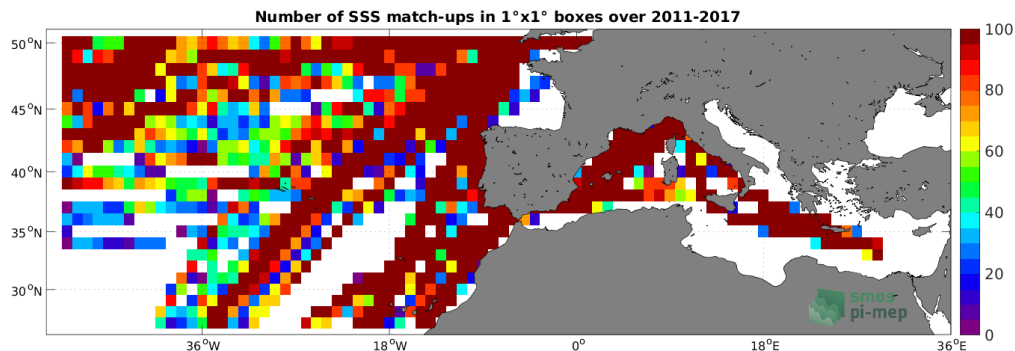 Number of SSS match-ups in 1°x1° boxes over 2011-2017
50°N
45°N
40°N
35°N
30°N
36°W
18°W
0°
18°E
36°E
100
80
60
40
20
0
smos
pi-mep